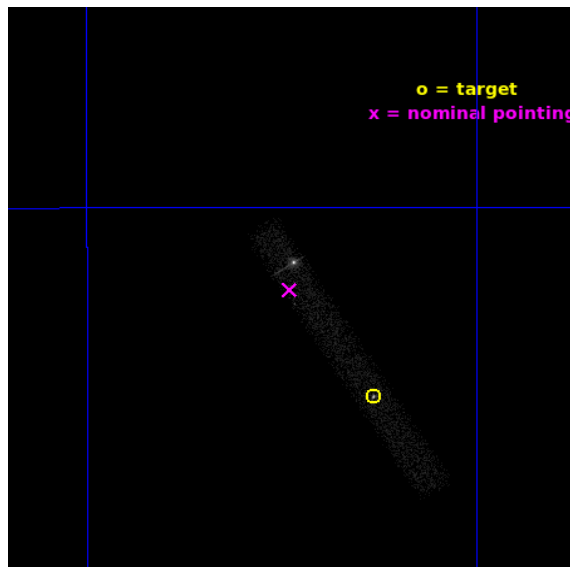 o = target
x = nominal pointing